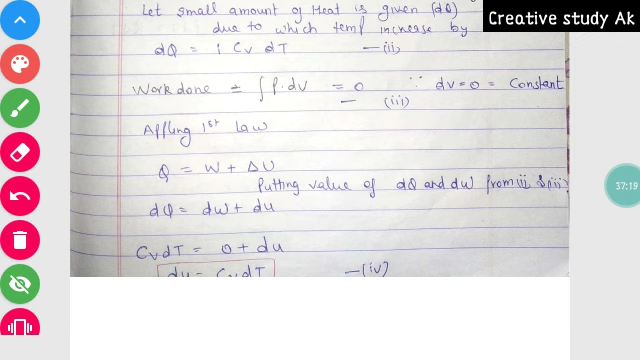 Creative study Ak
Let small amount of Heat is given (dQ)
due to which temp increase by
dQ = 1 Cv dT —(ii)
Work done = ∫ P·dv = 0 ∵ dv=0 = Constant
— (iii)
Appling 1st law
Q = W + ΔU
Putting value of dQ and dw from ii & (iii)
dQ = dw + du
CvdT = 0 + du
du = CvdT —(iv)
37:19